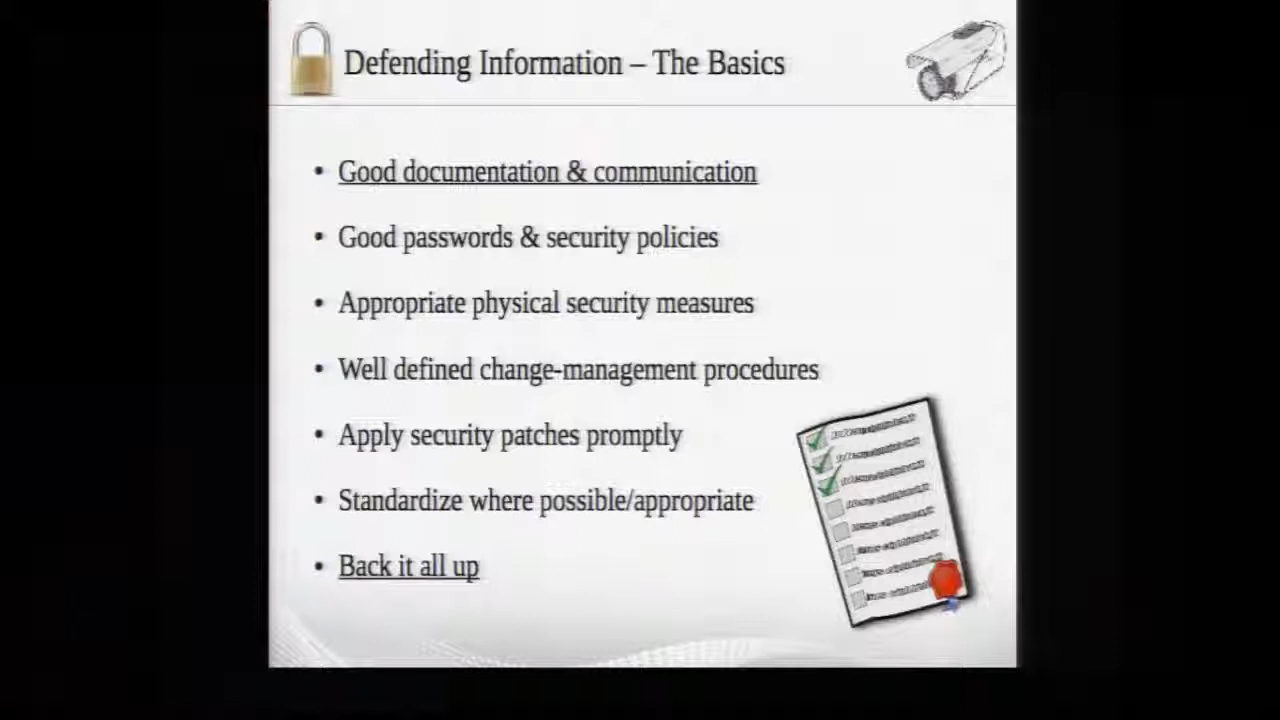 Defending Information – The Basics
• Good documentation & communication
• Good passwords & security policies
• Appropriate physical security measures
• Well defined change-management procedures
• Apply security patches promptly
• Standardize where possible/appropriate
• Back it all up